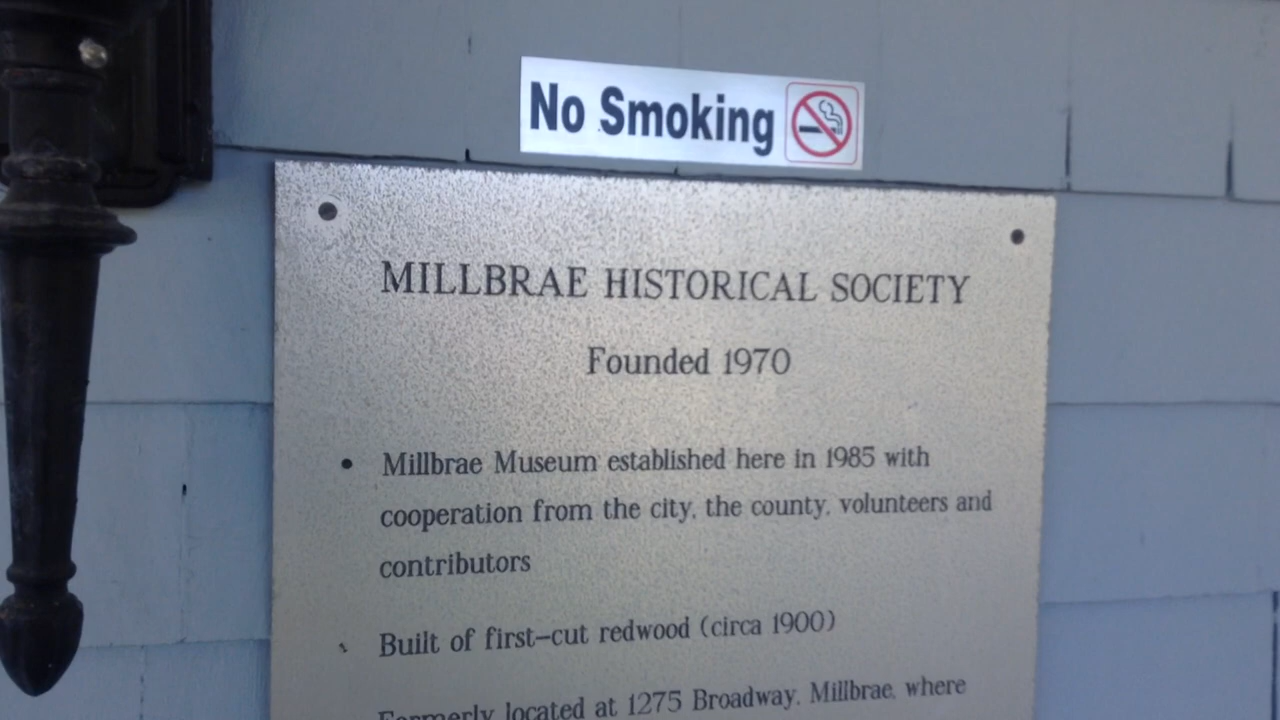 No Smoking
MILLBRAE HISTORICAL SOCIETY
Founded 1970
• Millbrae Museum established here in 1985 with
cooperation from the city, the county, volunteers and
contributors
Built of first-cut redwood (circa 1900)
Formerly located at 1275 Broadway, Millbrae, where